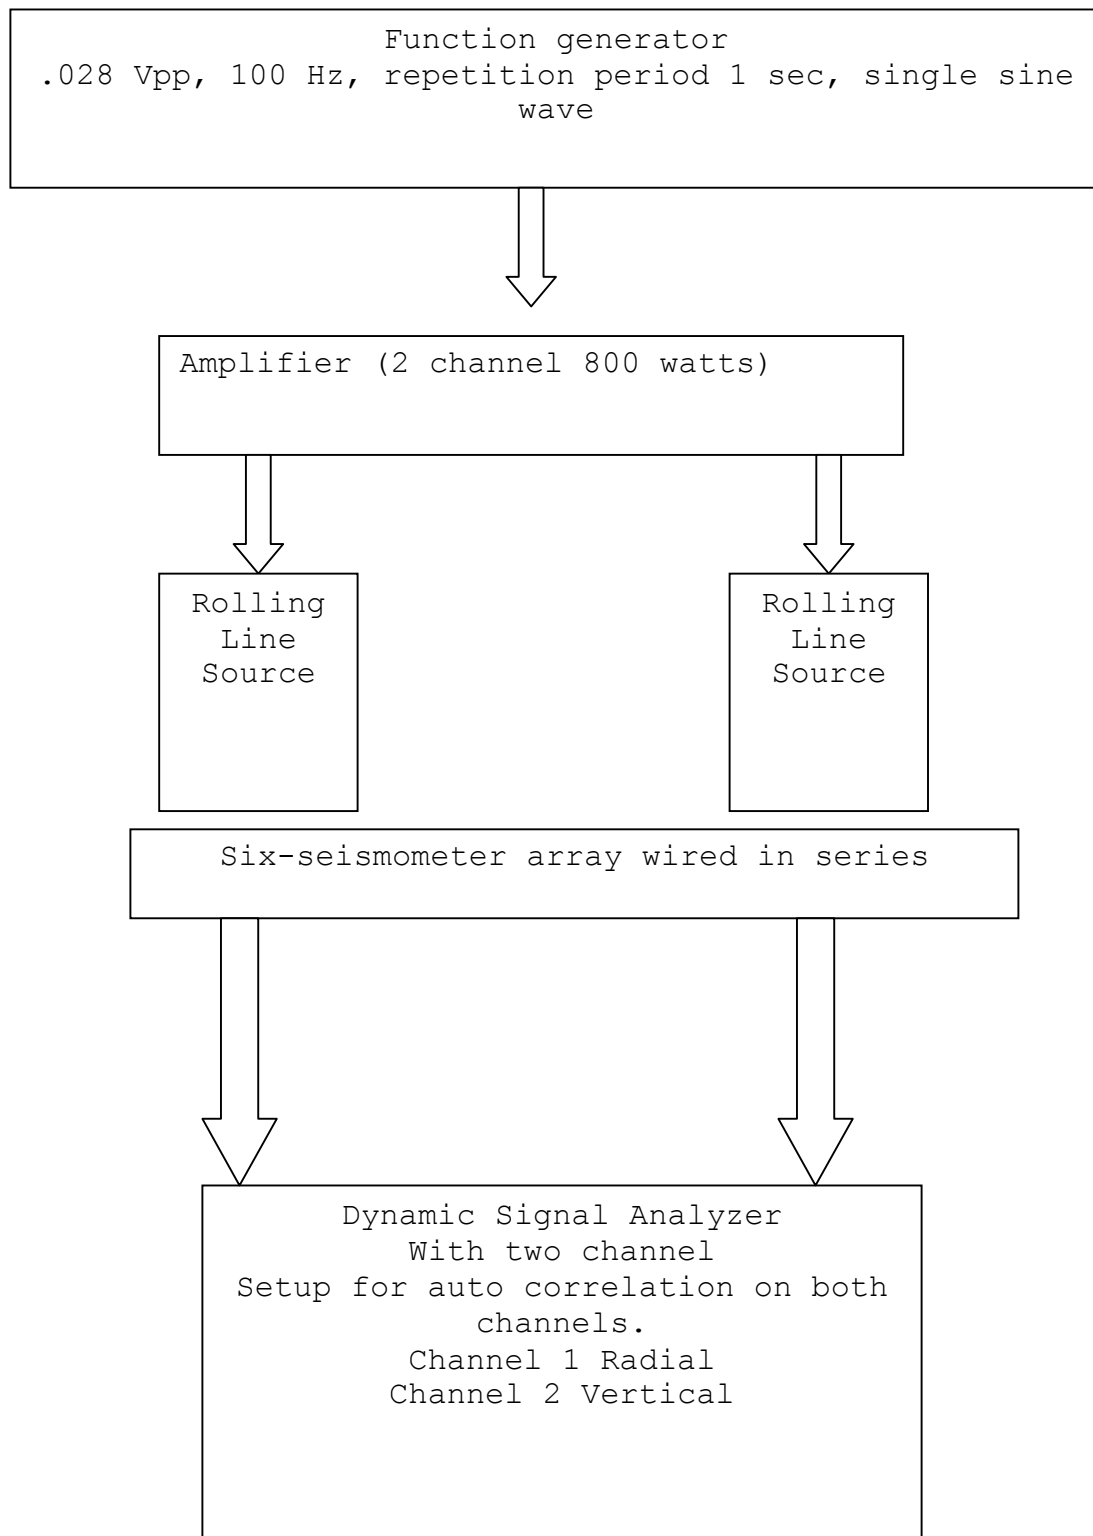 Function generator
.028 Vpp, 100 Hz, repetition period 1 sec, single sine
wave
Amplifier (2 channel 800 watts)
Rolling
Line
Source
Rolling
Line
Source
Six-seismometer array wired in series
Dynamic Signal Analyzer
With two channel
Setup for auto correlation on both
channels.
Channel 1 Radial
Channel 2 Vertical